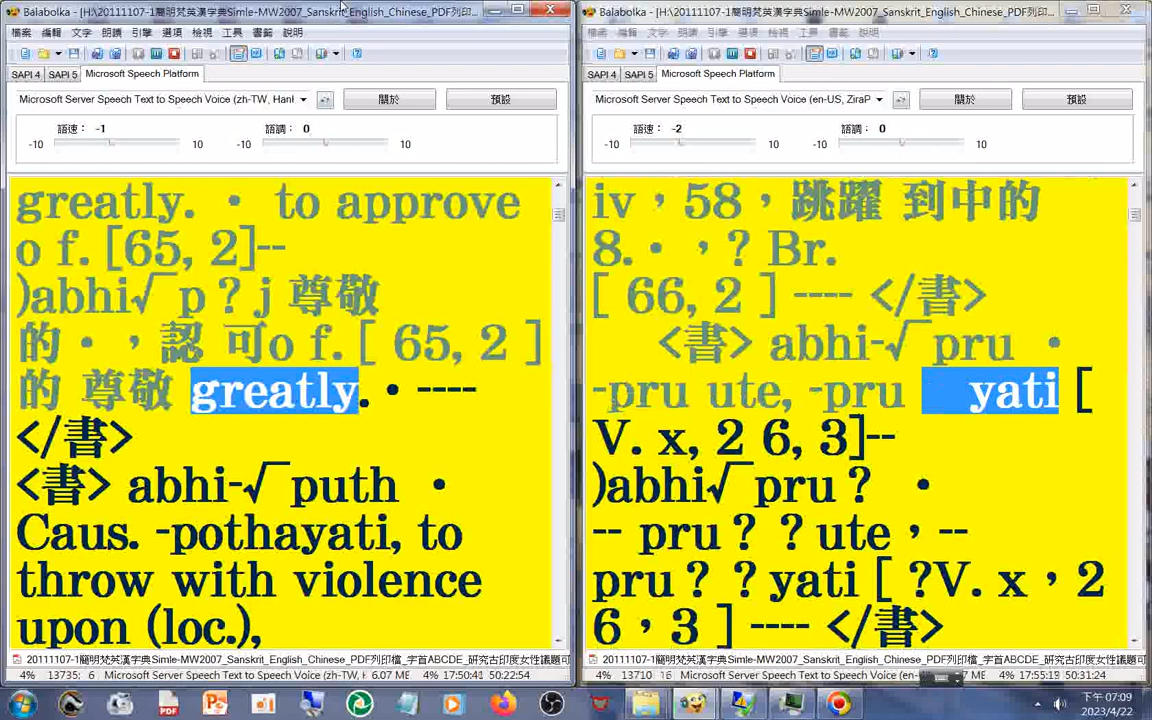 Balabolka - [H:\20111107-1簡明梵英漢字典Simle-MW2007_Sanskrit_English_Chinese_PDF列印...
檔案 編輯 文字 朗讀 引擎 選項 檢視 工具 書籤 說明
SAPI 4 SAPI 5 Microsoft Speech Platform
Microsoft Server Speech Text to Speech Voice (zh-TW, Hanl
關於 預設
語速： -1 語調： 0
-10 10 -10 10
greatly. • to approve
o f. [65, 2]--
)abhi√ p？j 尊敬
的•，認 可o f. [ 65, 2 ]
的 尊敬 greatly. • ----
</書>
<書> abhi-√puth •
Caus. -pothayati, to
throw with violence
upon (loc.),
20111107-1簡明梵英漢字典Simle-MW2007_Sanskrit_English_Chinese_PDF列印檔_字首ABCDE_研究古印度女性議題可
4% 13735: 6 Microsoft Server Speech Text to Speech Voice (zh-TW, 6.07 MB 4% 17:50:41 50:22:54
Balabolka - [H:\20111107-1簡明梵英漢字典Simle-MW2007_Sanskrit_English_Chinese_PDF列印...
檔案 編輯 文字 朗讀 引擎 選項 檢視 工具 書籤 說明
SAPI 4 SAPI 5 Microsoft Speech Platform
Microsoft Server Speech Text to Speech Voice (en-US, ZiraP
關於 預設
語速： -2 語調： 0
-10 10 -10 10
iv，58，跳躍 到中的
8.•，? Br.
[ 66, 2 ] ---- </書>
<書> abhi-√pru •
-pru ute, -pru yati [
V. x, 2 6, 3]--
)abhi√pru？ •
-- pru？？ute，--
pru？？yati [ ?V. x，2
6，3 ] ---- </書>
20111107-1簡明梵英漢字典Simle-MW2007_Sanskrit_English_Chinese_PDF列印檔_字首ABCDE_研究古印度女性議題可
4% 13710 16 Microsoft Server Speech Text to Speech Voice 4% 17:55:19 50:31:24
下午 07:09
2023/4/22